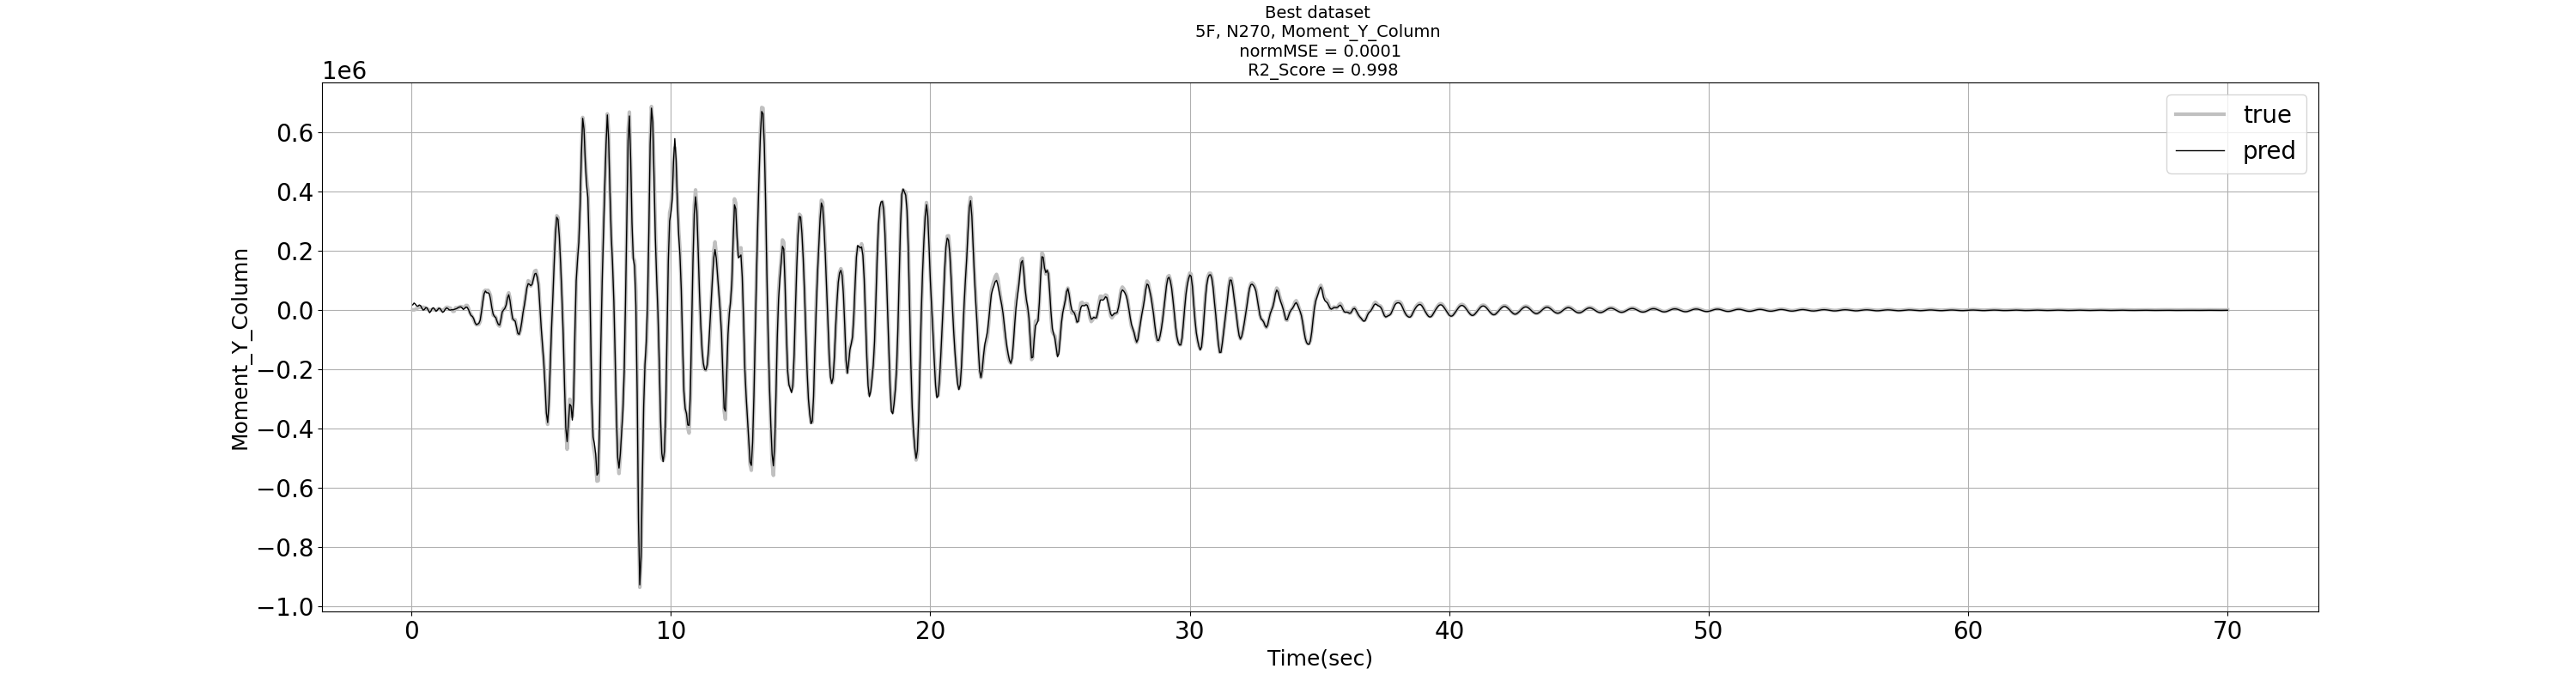 Best dataset
5F, N270, Moment_Y_Column
normMSE = 0.0001
R2_Score = 0.998
1e6
true
pred
0.6
0.4
0.2
0.0
−0.2
−0.4
−0.6
−0.8
−1.0
Moment_Y_Column
0 10 20 30 40 50 60 70
Time(sec)